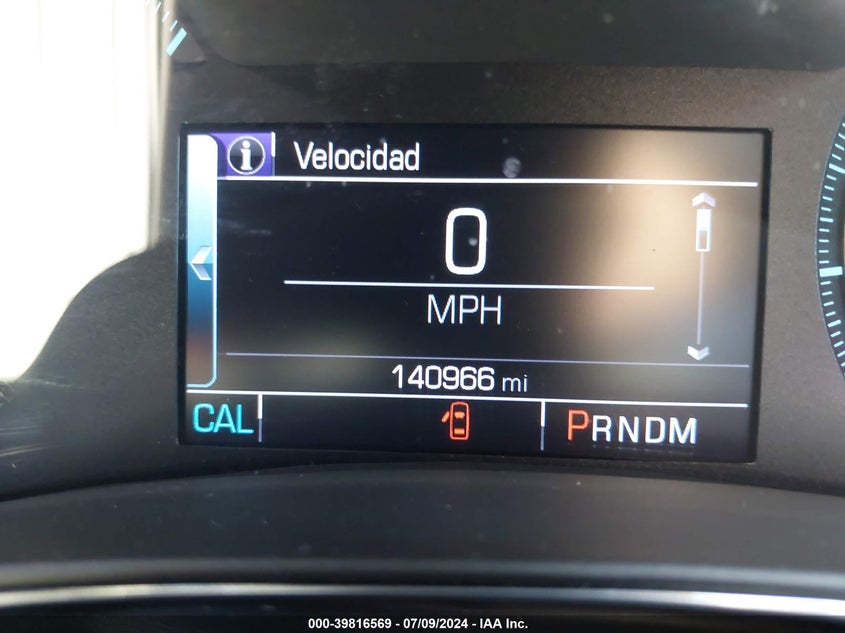 Velocidad
0
MPH
140966 mi
CAL
PRNDM
000-39816569 - 07/09/2024 - IAA Inc.